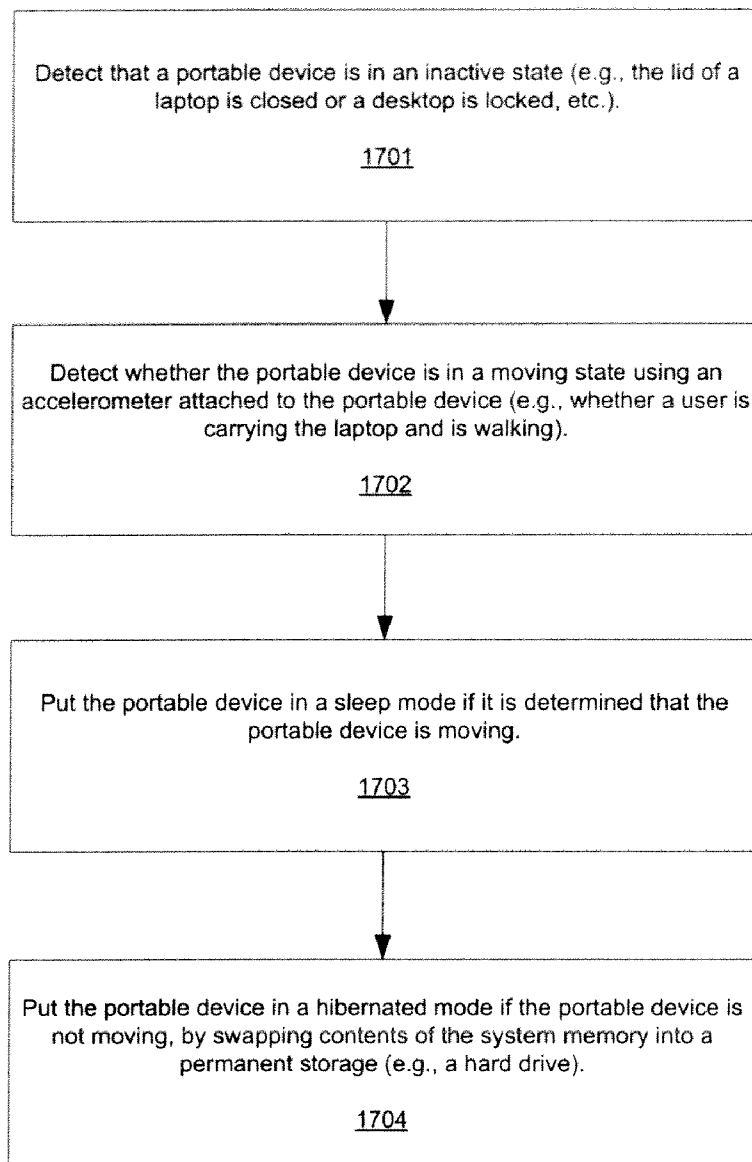 Detect that a portable device is in an inactive state (e.g., the lid of a
laptop is closed or a desktop is locked, etc.).
1701
Detect whether the portable device is in a moving state using an
accelerometer attached to the portable device (e.g., whether a user is
carrying the laptop and is walking).
1702
Put the portable device in a sleep mode if it is determined that the
portable device is moving.
1703
Put the portable device in a hibernated mode if the portable device is
not moving, by swapping contents of the system memory into a
permanent storage (e.g., a hard drive).
1704